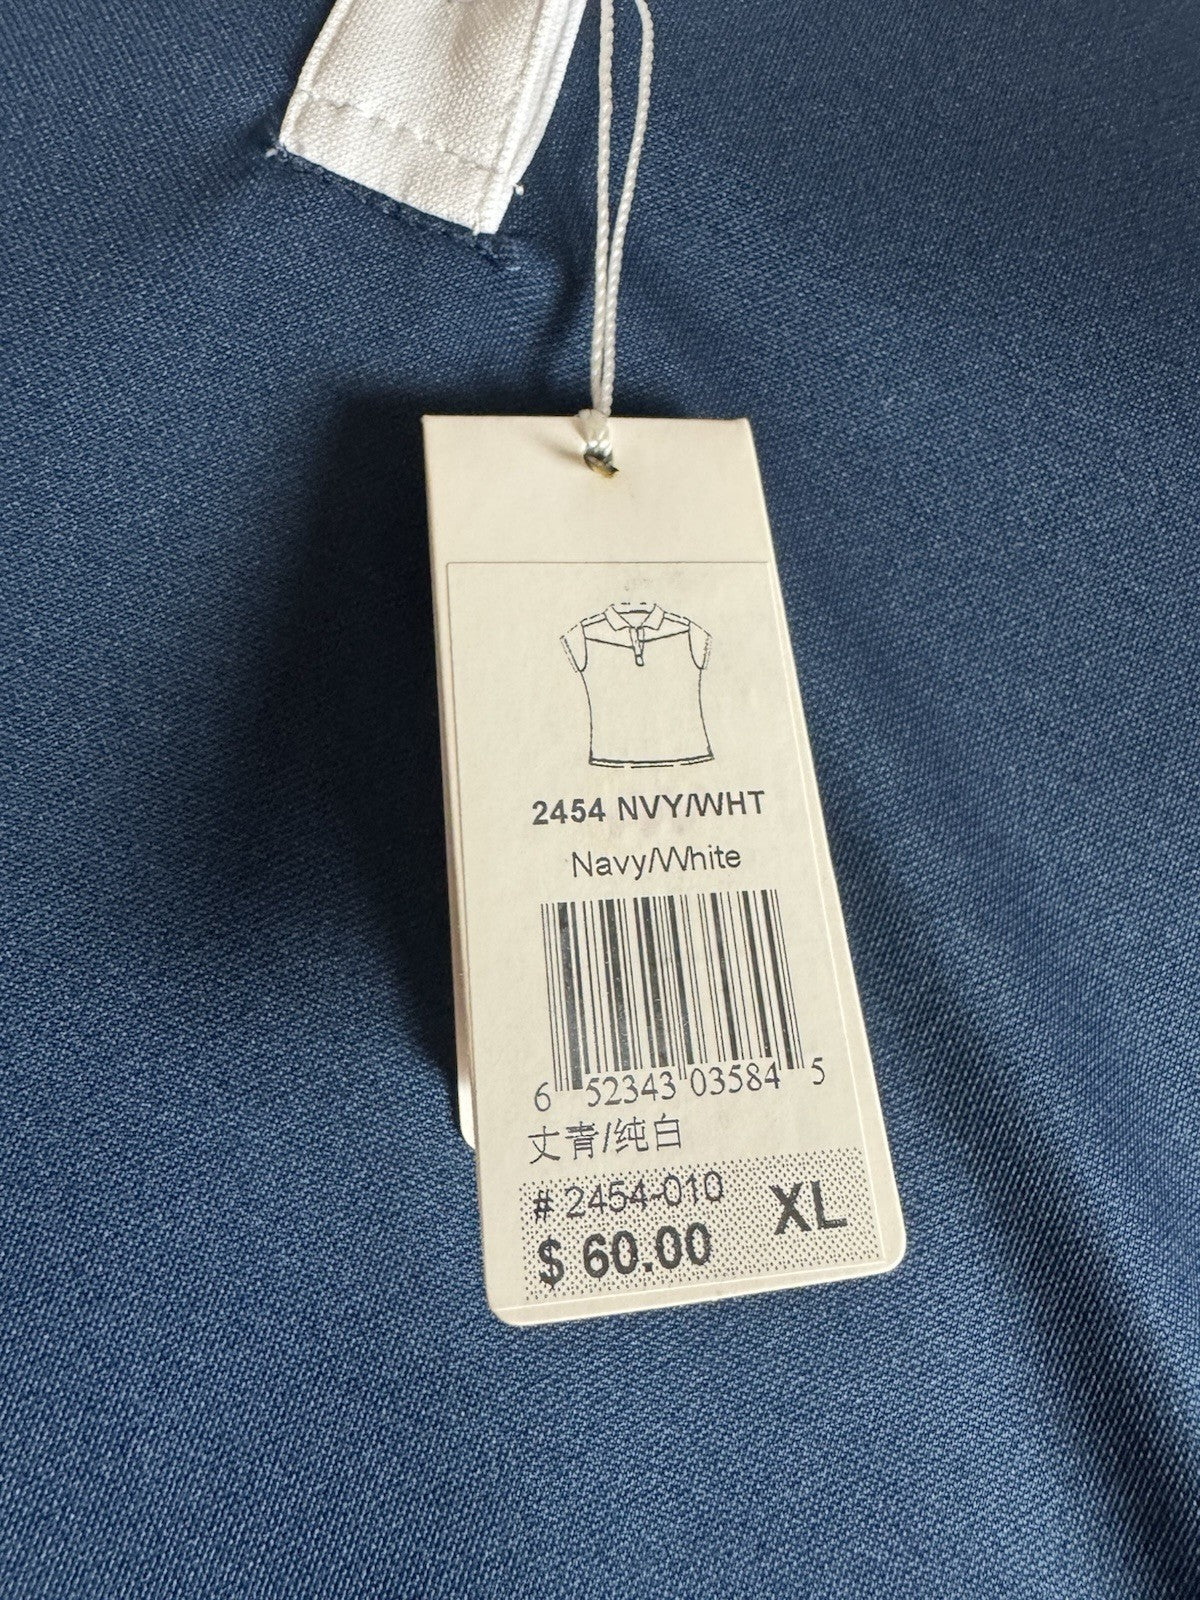 2454 NVY/WHT
Navy/White
6 52343 03584 5
丈青/纯白
# 2454-010
XL
$ 60.00